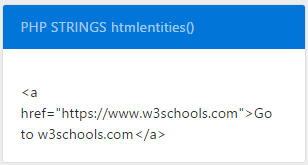 PHP STRINGS htmlentities()
<a
href="https://www.w3schools.com">Go
to w3schools.com</a>